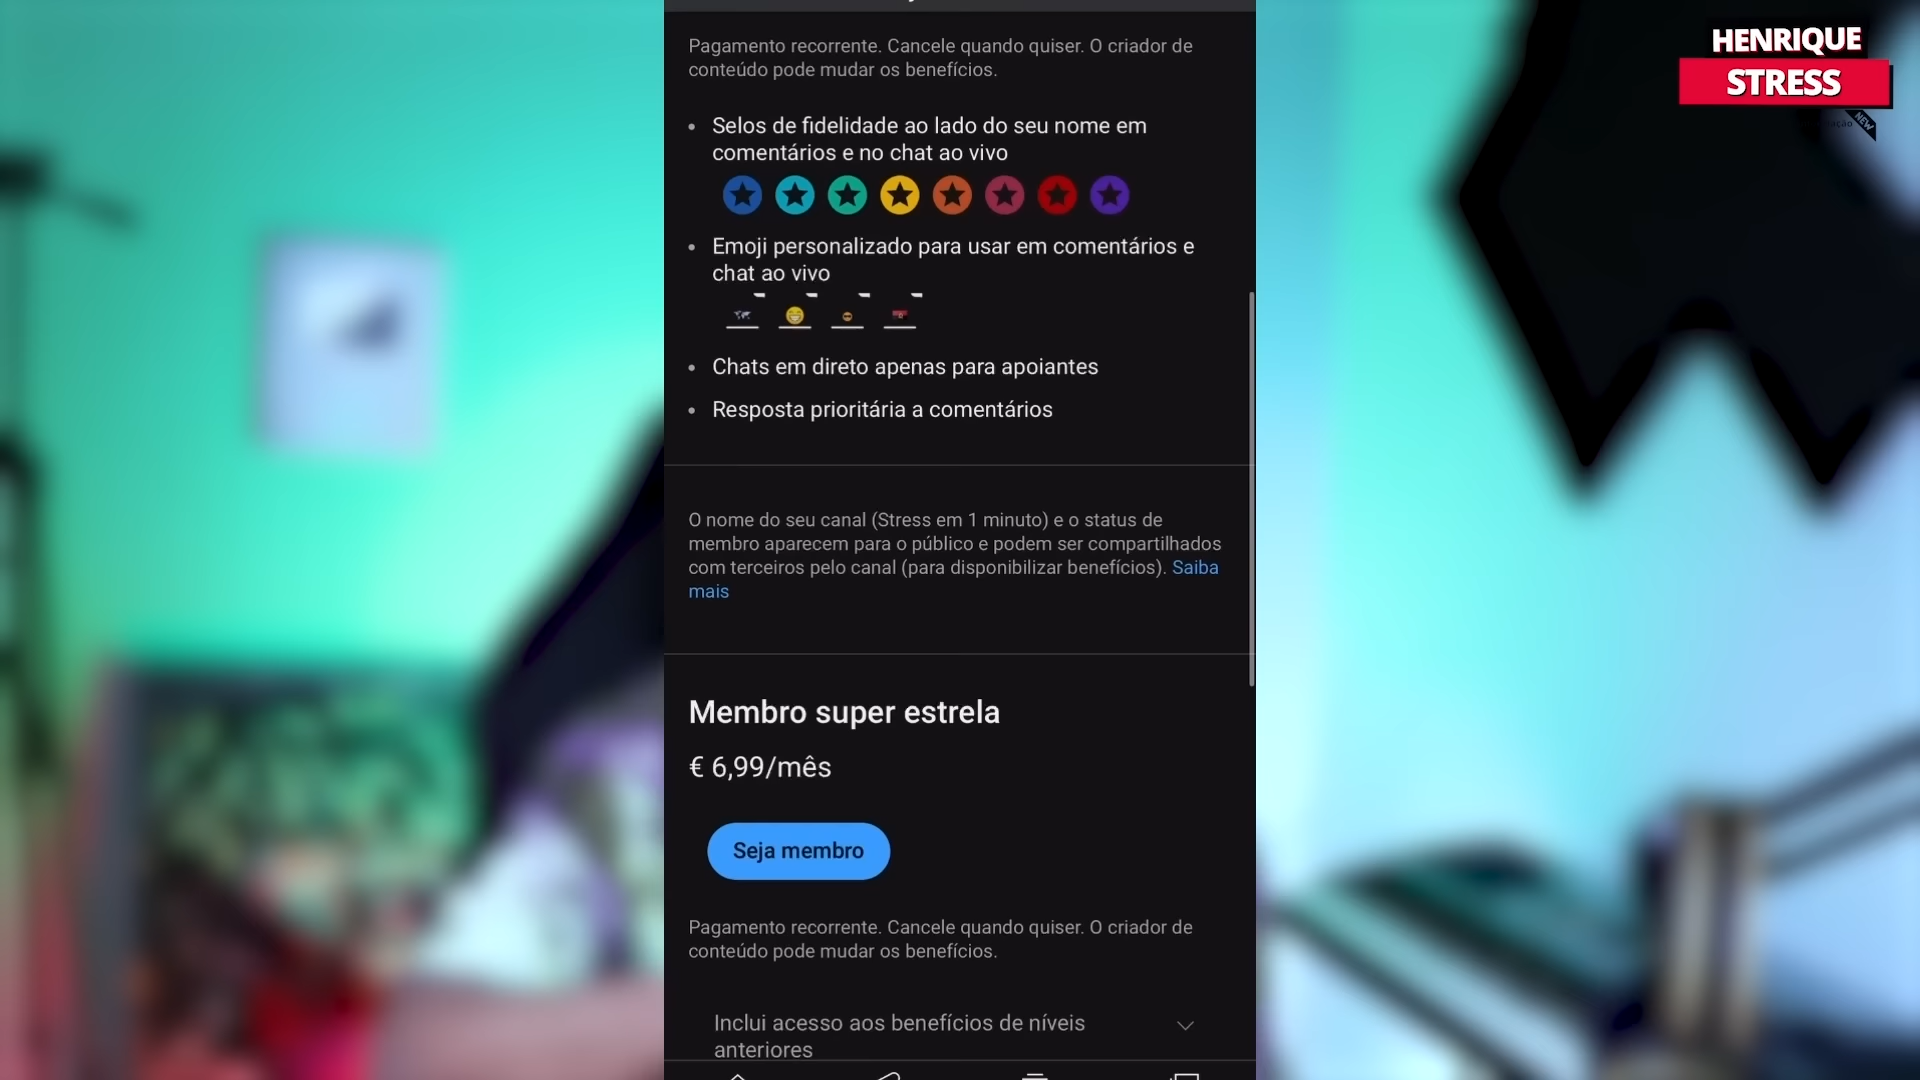 HENRIQUE
STRESS
NEW
Pagamento recorrente. Cancele quando quiser. O criador de
conteúdo pode mudar os benefícios.
• Selos de fidelidade ao lado do seu nome em
comentários e no chat ao vivo
• Emoji personalizado para usar em comentários e
chat ao vivo
• Chats em direto apenas para apoiantes
• Resposta prioritária a comentários
O nome do seu canal (Stress em 1 minuto) e o status de
membro aparecem para o público e podem ser compartilhados
com terceiros pelo canal (para disponibilizar benefícios). Saiba
mais
Membro super estrela
€ 6,99/mês
Seja membro
Pagamento recorrente. Cancele quando quiser. O criador de
conteúdo pode mudar os benefícios.
Inclui acesso aos benefícios de níveis
anteriores